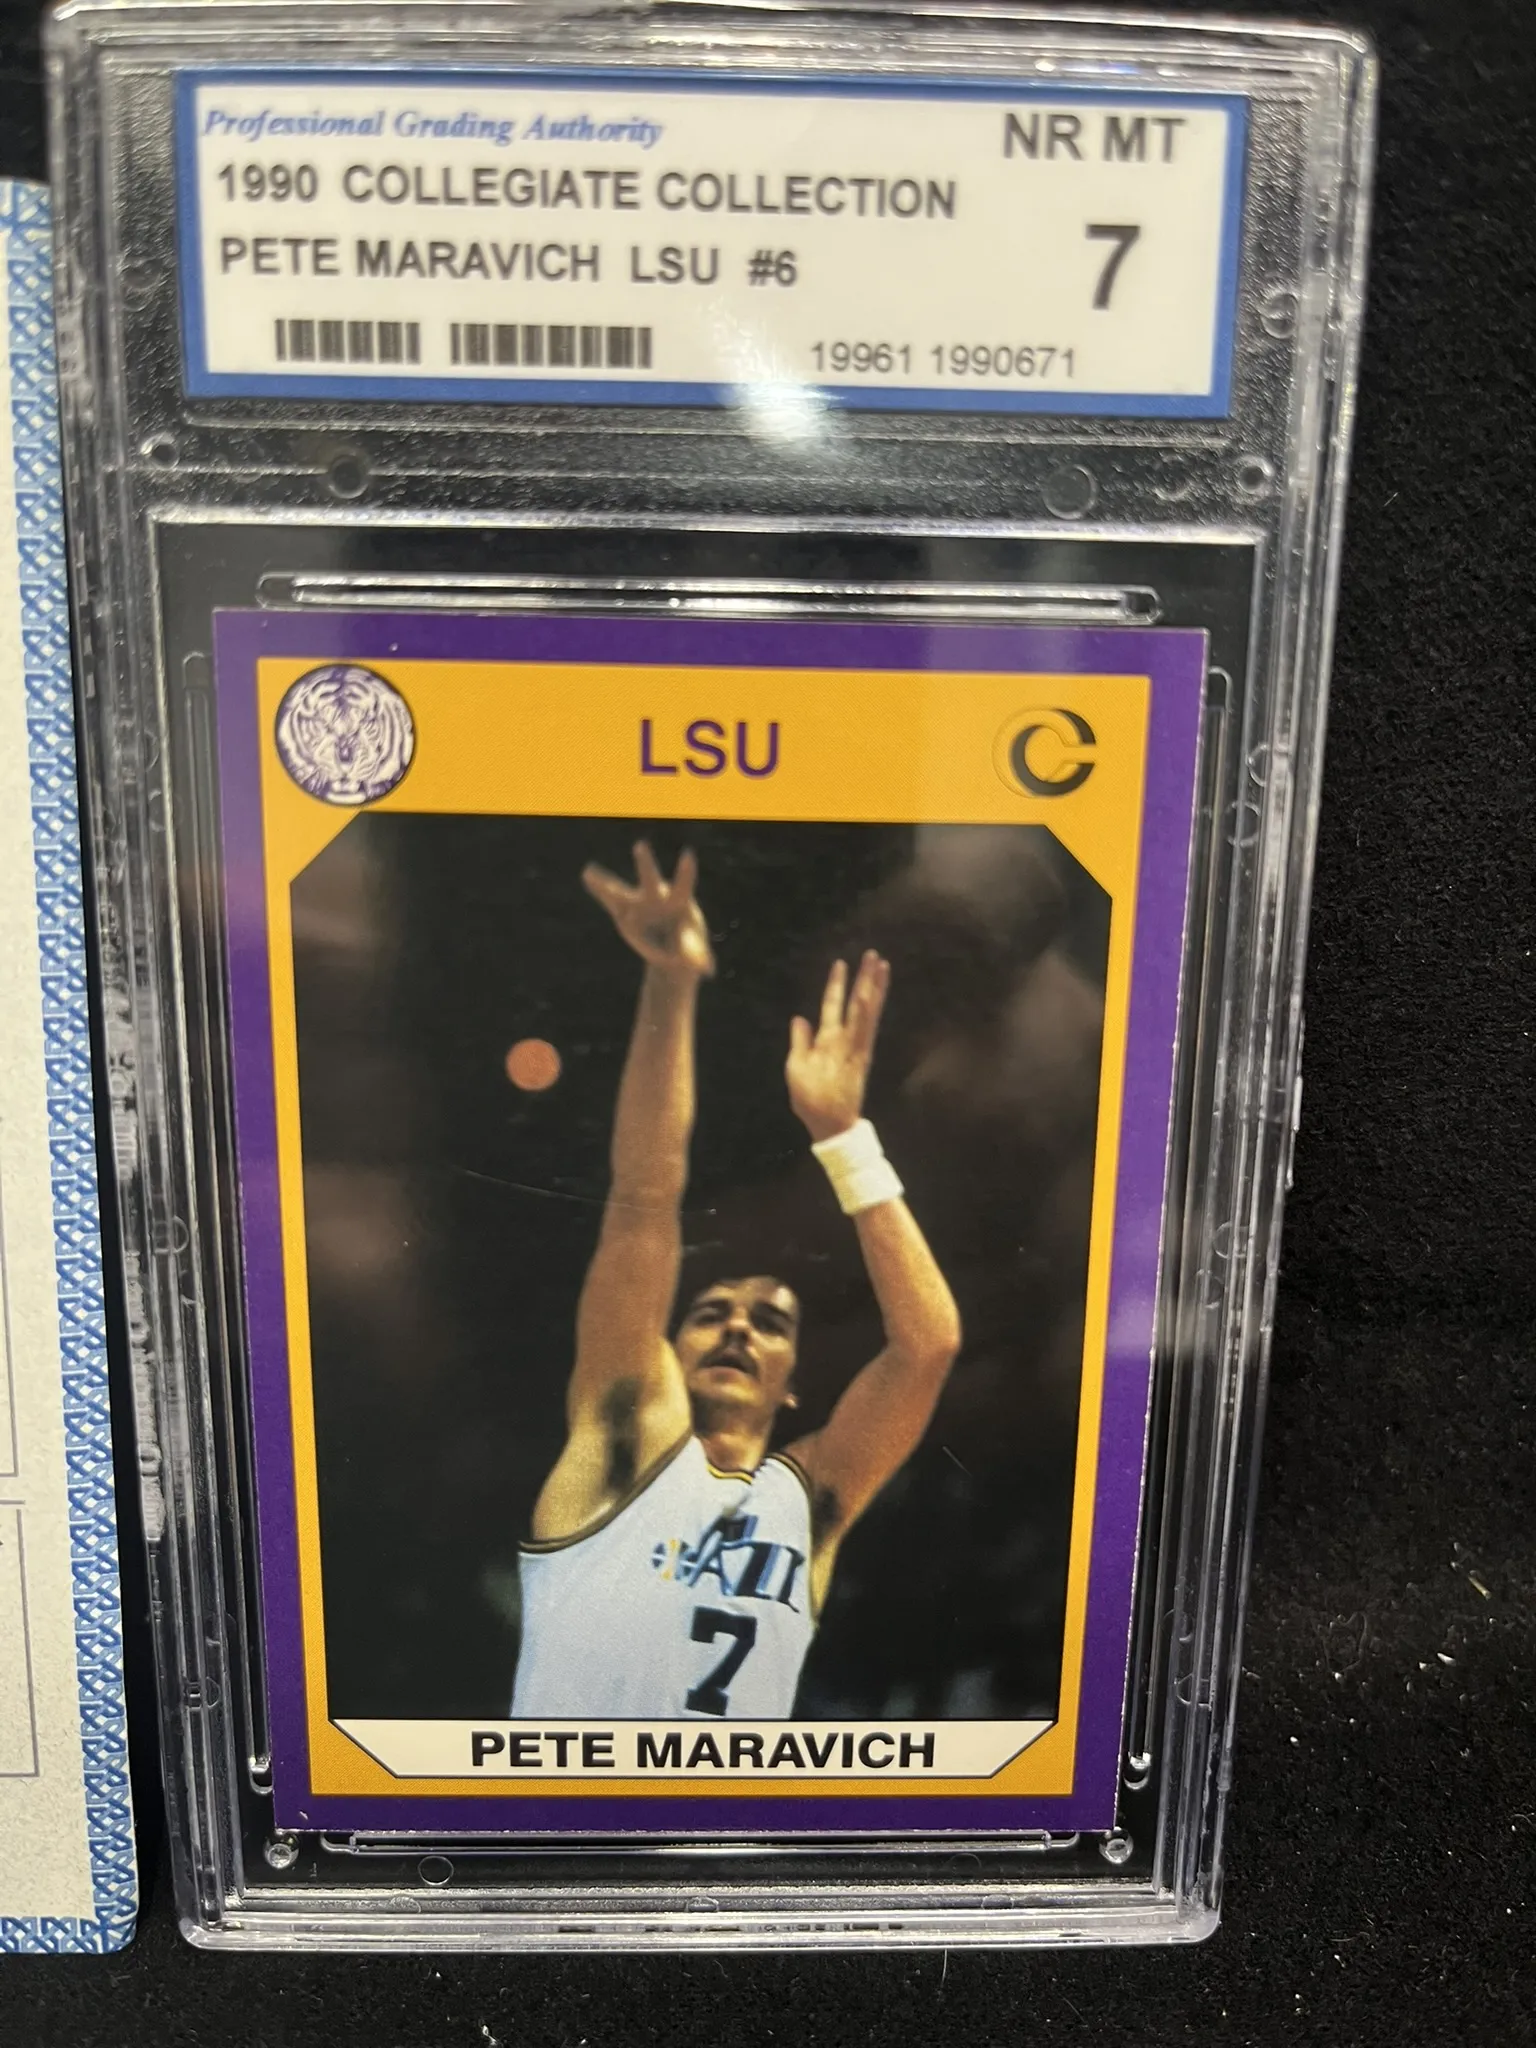 Professional Grading Authority
NR MT
1990 COLLEGIATE COLLECTION
PETE MARAVICH LSU #6
7
19961 1990671
LSU
JAZZ
7
PETE MARAVICH